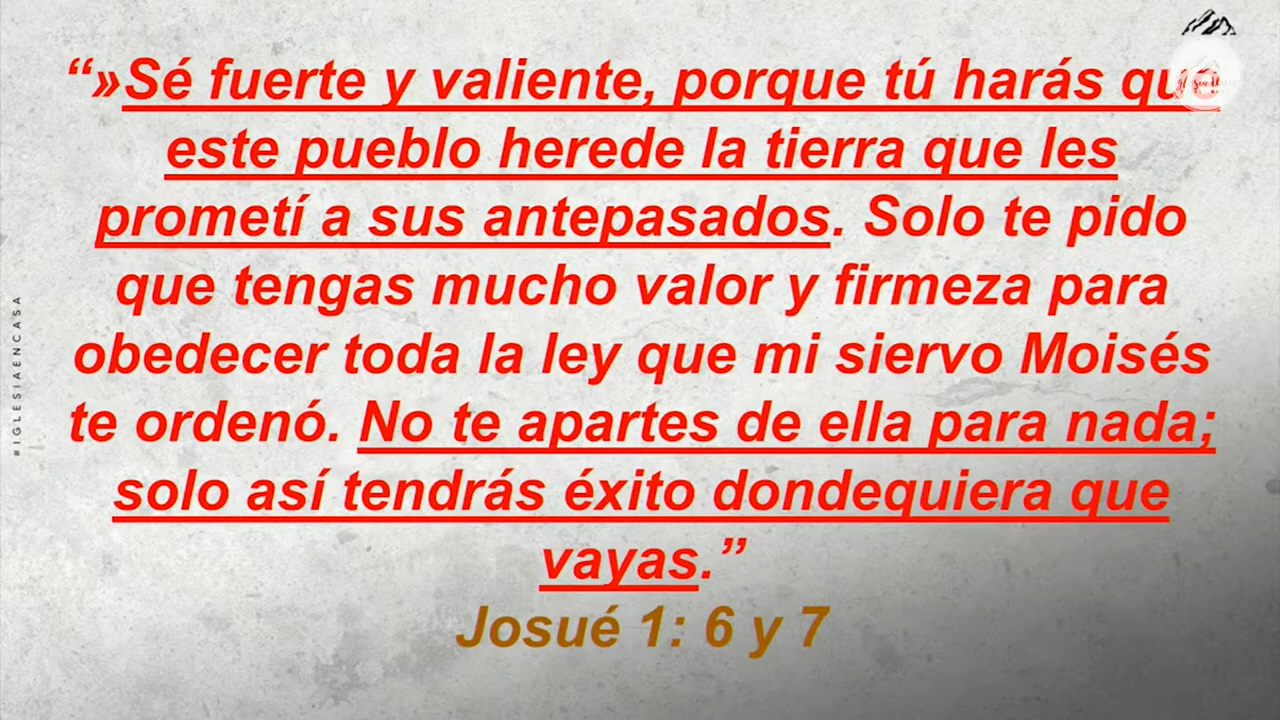 “»Sé fuerte y valiente, porque tú harás que
este pueblo herede la tierra que les
prometí a sus antepasados. Solo te pido
que tengas mucho valor y firmeza para
obedecer toda la ley que mi siervo Moisés
te ordenó. No te apartes de ella para nada;
solo así tendrás éxito dondequiera que
vayas.”
Josué 1: 6 y 7
#IGLESIAENCASA